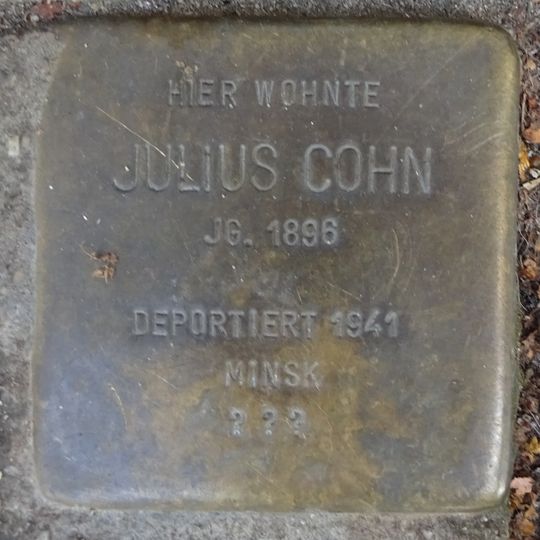 HIER WOHNTE
JULIUS COHN
JG. 1896
DEPORTIERT 1941
MINSK
? ? ?